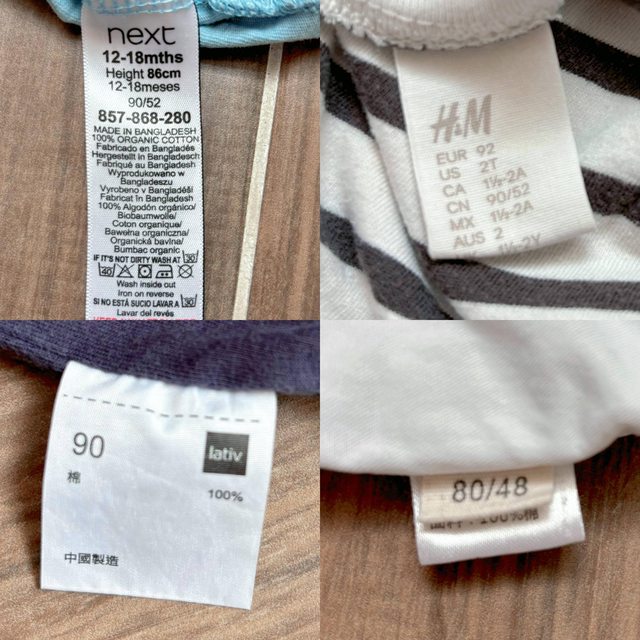 next
12-18mths
Height 86cm
12-18meses
90/52
857-868-280
MADE IN BANGLADESH
100% ORGANIC COTTON
Fabricado en Bangladés
Hergestellt in Bangladesch
Fabriqué au Bangladesh
Wyprodukowano w
Bangladeszu
Vyrobeno v Bangladéši
Fabricat în Bangladesh
100% Algodón orgánico/
Biobaumwolle/
Coton organique/
Bawełna organiczna/
Organická bavlna/
Bumbac organic
IF IT'S NOT DIRTY WASH AT 30
40
Wash inside out
Iron on reverse
SI NO ESTÁ SUCIO LAVAR A 30
Lavar del revés
H&M
EUR 92
US 2T
CA 1½-2A
CN 90/52
MX 1½-2A
AUS 2
1½-2Y
90
lativ
棉 100%
中國製造
80/48
100%棉